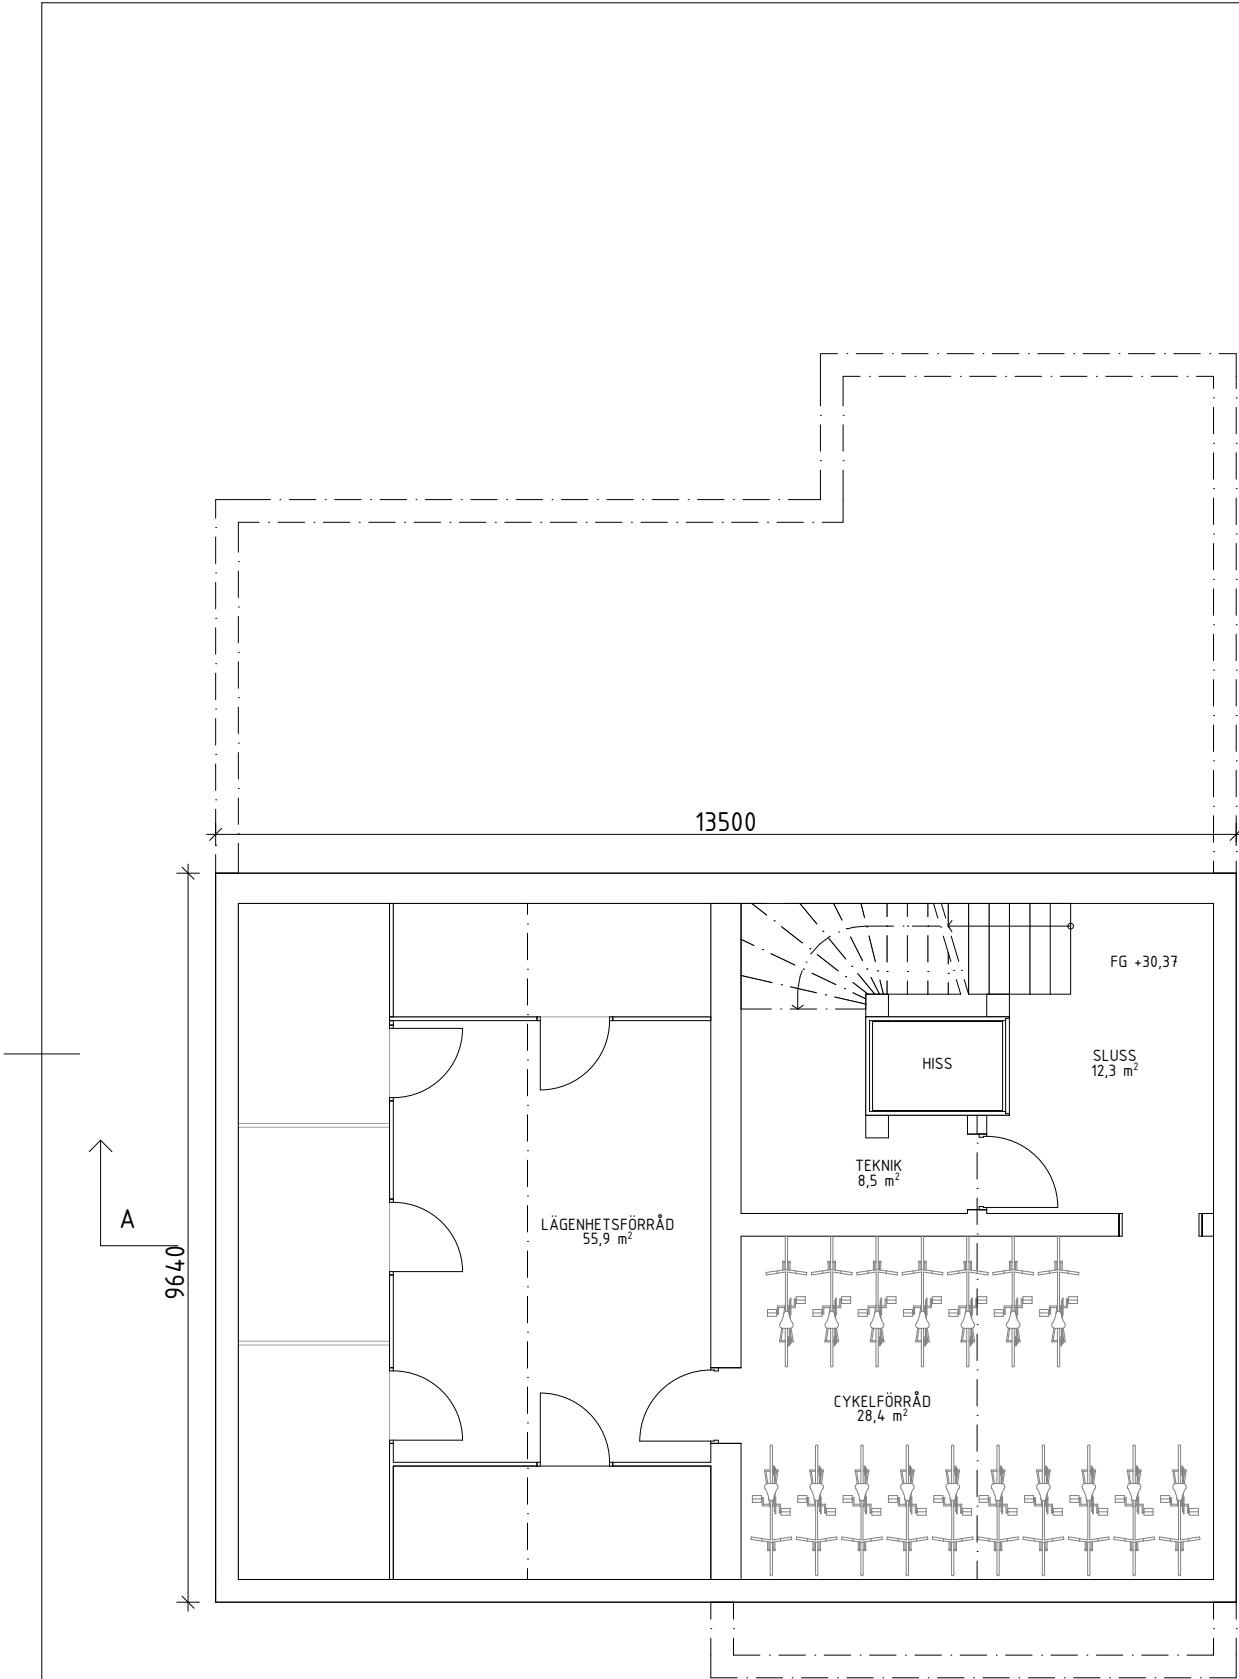 13500
FG +30,37
HISS
SLUSS
12,3 m²
TEKNIK
8,5 m²
A
LÄGENHETSFÖRRÅD
55,9 m²
9640
CYKELFÖRRÅD
28,4 m²